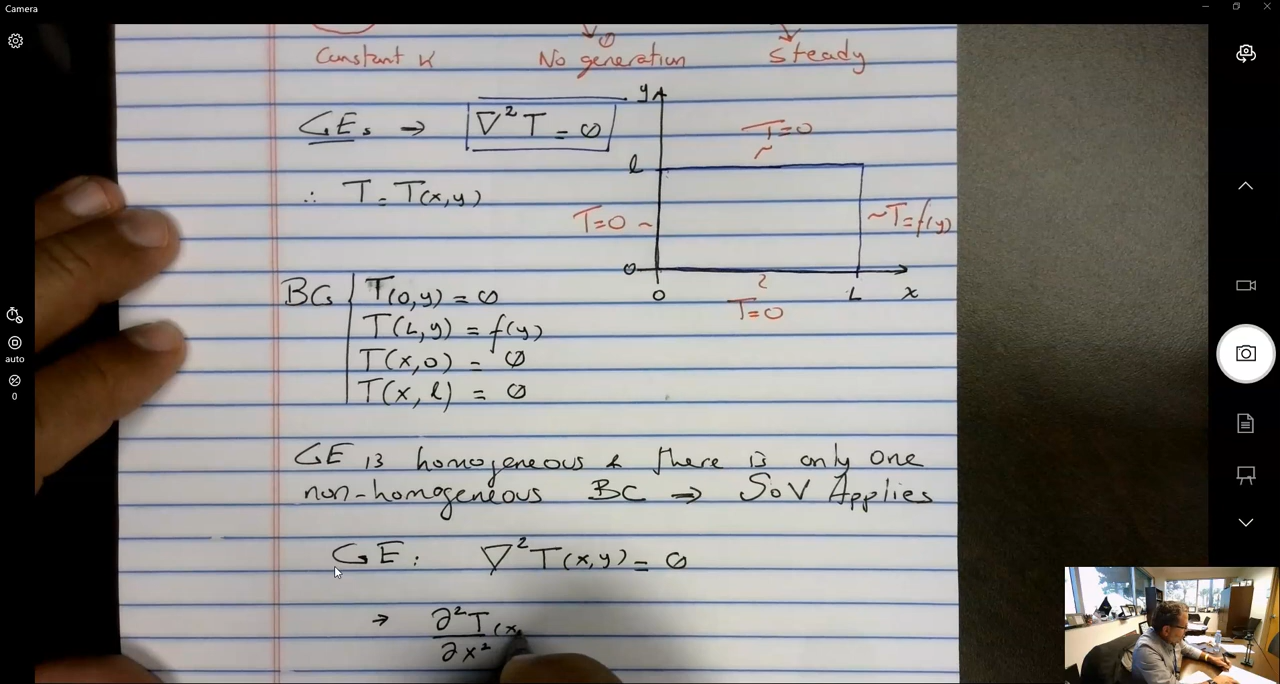 Camera
Constant K No generation steady
GEs → ∇²T = 0
∴ T = T(x,y)
y
l
T=0
T=0 ~
~T=f(y)
0
0 L x
T=0
BCs T(0,y) = 0
T(L,y) = f(y)
T(x,0) = 0
T(x,l) = 0
GE is homogeneous & there is only one
non-homogeneous BC ⇒ SoV Applies
GE: ∇²T(x,y) = 0
→ ∂²T/∂x² (x,
auto
0